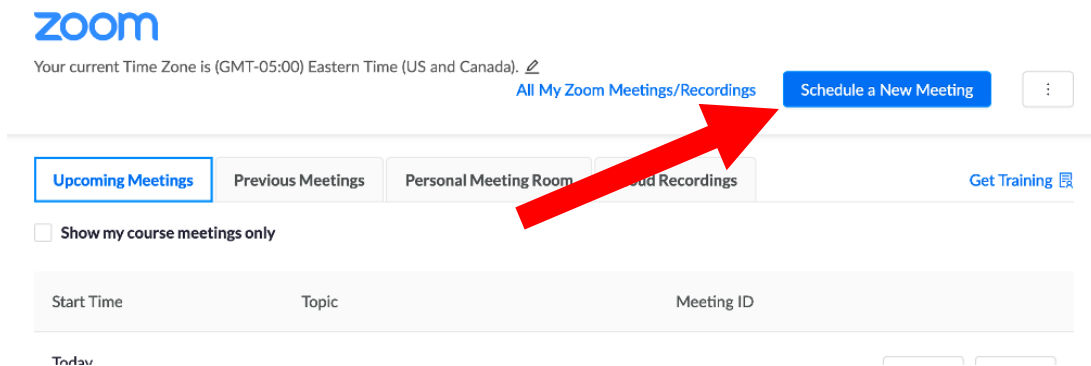 zoom
Your current Time Zone is (GMT-05:00) Eastern Time (US and Canada).
All My Zoom Meetings/Recordings Schedule a New Meeting
Upcoming Meetings Previous Meetings Personal Meeting Room Recordings Get Training
Show my course meetings only
Start Time Topic Meeting ID
Today